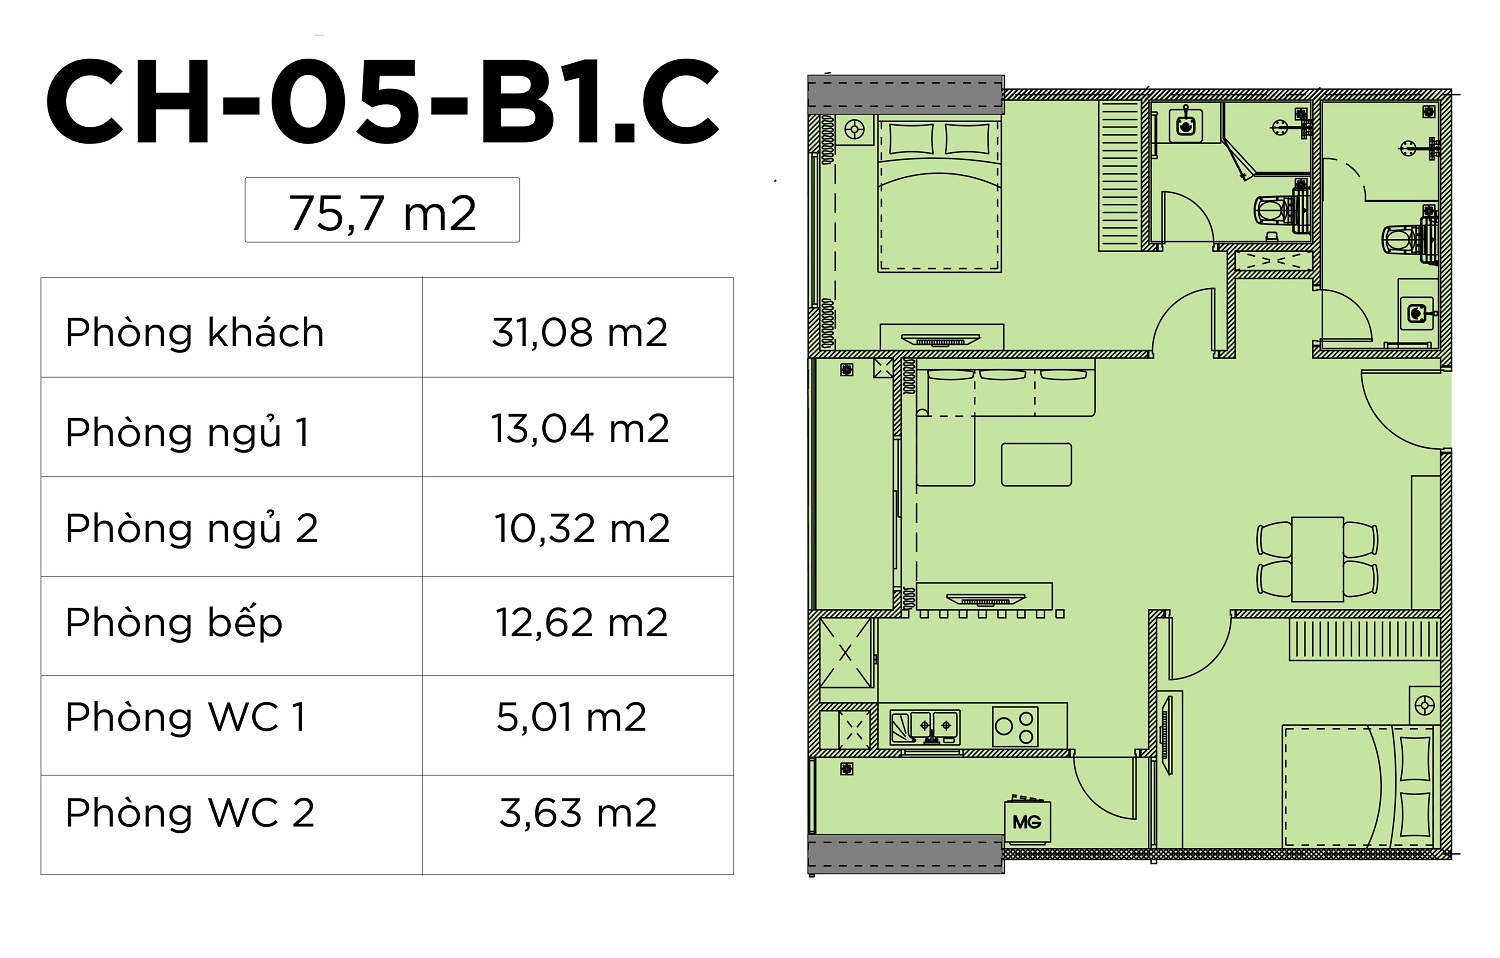 CH-05-B1.C
75,7 m2
Phòng khách 31,08 m2
Phòng ngủ 1 13,04 m2
Phòng ngủ 2 10,32 m2
Phòng bếp 12,62 m2
Phòng WC 1 5,01 m2
Phòng WC 2 3,63 m2
MG